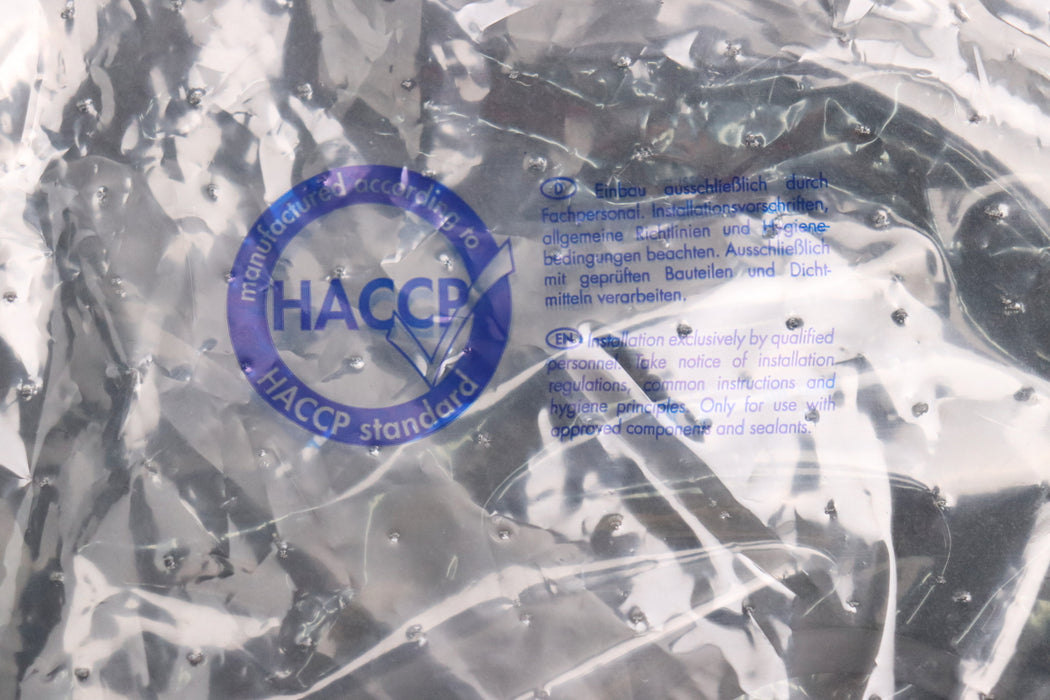 manufactured according to
HACCP
HACCP standard
D Einbau ausschließlich durch
Fachpersonal. Installationsvorschriften,
allgemeine Richtlinien und Hygiene-
bedingungen beachten. Ausschließlich
mit geprüften Bauteilen und Dicht-
mitteln verarbeiten.
EN Installation exclusively by qualified
personnel. Take notice of installation
regulations, common instructions and
hygiene principles. Only for use with
approved components and sealants.